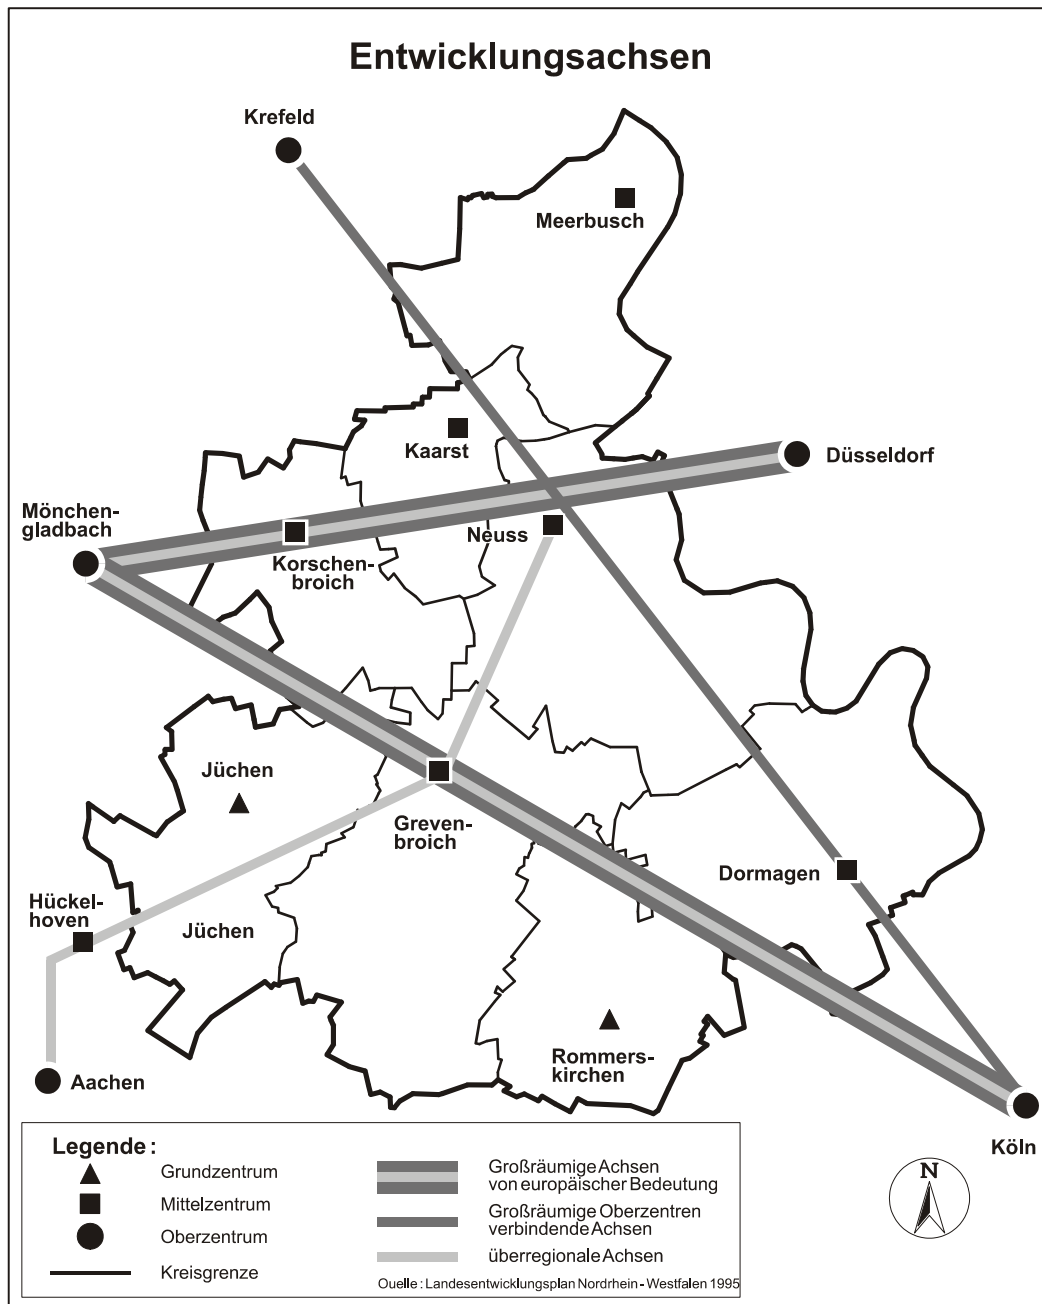 Entwicklungsachsen
Krefeld
Meerbusch
Kaarst
Düsseldorf
Mönchen-
gladbach
Neuss
Korschen-
broich
Jüchen
Greven-
broich
Dormagen
Hückel-
hoven
Jüchen
Rommers-
kirchen
Aachen
Köln
Legende :
Grundzentrum
Mittelzentrum
Oberzentrum
Kreisgrenze
Großräumige Achsen
von europäischer Bedeutung
Großräumige Oberzentren
verbindende Achsen
überregionale Achsen
Quelle : Landesentwicklungsplan Nordrhein - Westfalen 1995
N